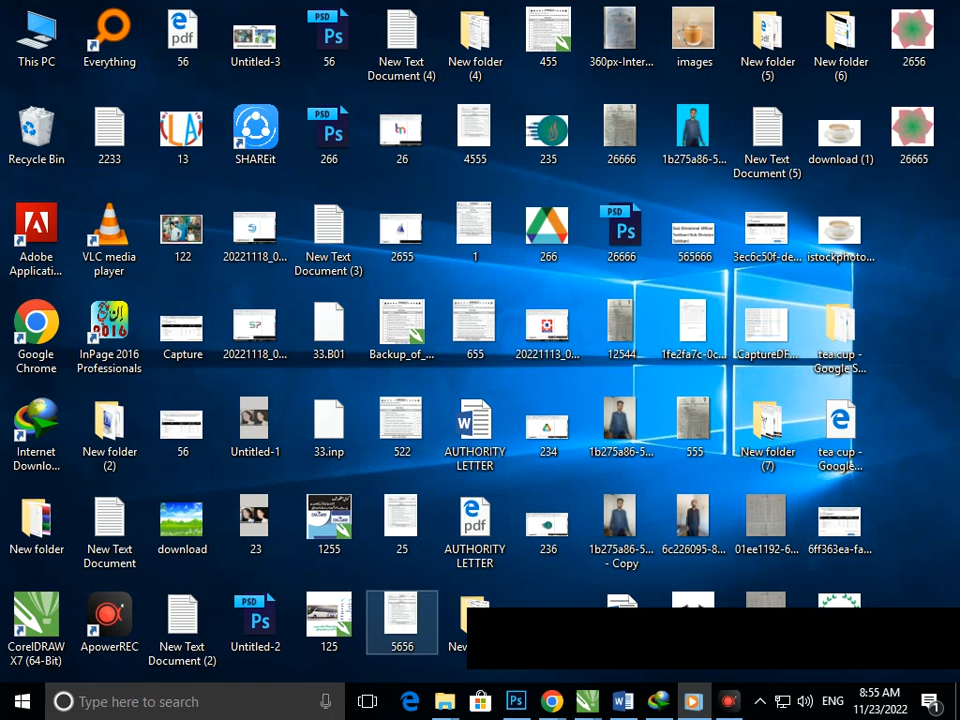 This PC
Everything
56
Untitled-3
56
New Text
Document (4)
New folder
(4)
455
360px-Inter...
images
New folder
(5)
New folder
(6)
2656
Recycle Bin
2233
13
SHAREit
266
26
4555
235
26666
1b275a86-5...
New Text
Document (5)
download (1)
26665
Adobe
Applicati...
VLC media
player
122
20221118_0...
New Text
Document (3)
2655
1
266
26666
565666
3ec6c50f-de...
istockphoto...
Google
Chrome
InPage 2016
Professionals
Capture
20221118_0...
33.B01
Backup_of_...
655
20221113_0...
12544
1fe2fa7c-0c...
CaptureDF...
tea cup -
Google S...
Internet
Downlo...
New folder
(2)
56
Untitled-1
33.inp
522
AUTHORITY
LETTER
234
1b275a86-5...
555
New folder
(7)
tea cup -
Google...
New folder
New Text
Document
download
23
1255
25
AUTHORITY
LETTER
236
1b275a86-5...
- Copy
6c226095-8...
01ee1192-6...
6ff363ea-fa...
CorelDRAW
X7 (64-Bit)
ApowerREC
New Text
Document (2)
Untitled-2
125
5656
Type here to search
ENG
8:55 AM
11/23/2022
1